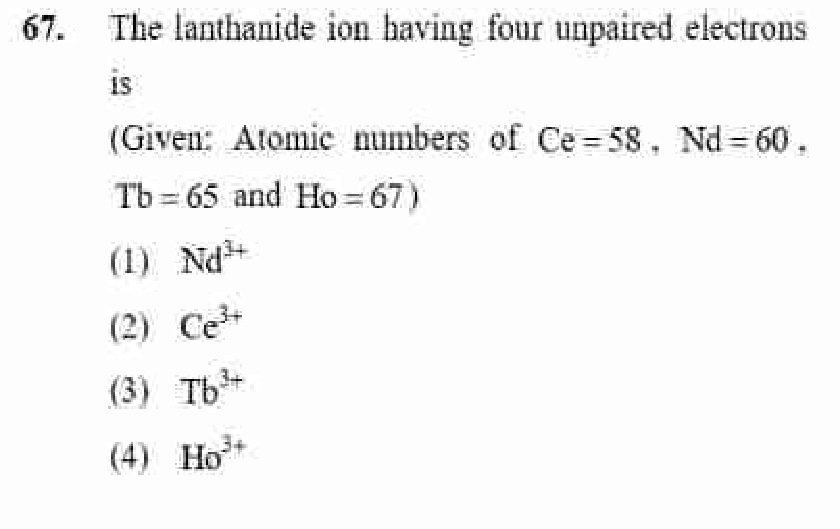 67. The lanthanide ion having four unpaired electrons
is
(Given: Atomic numbers of Ce = 58 , Nd = 60 ,
Tb = 65 and Ho = 67)
(1) Nd³⁺
(2) Ce³⁺
(3) Tb³⁺
(4) Ho³⁺